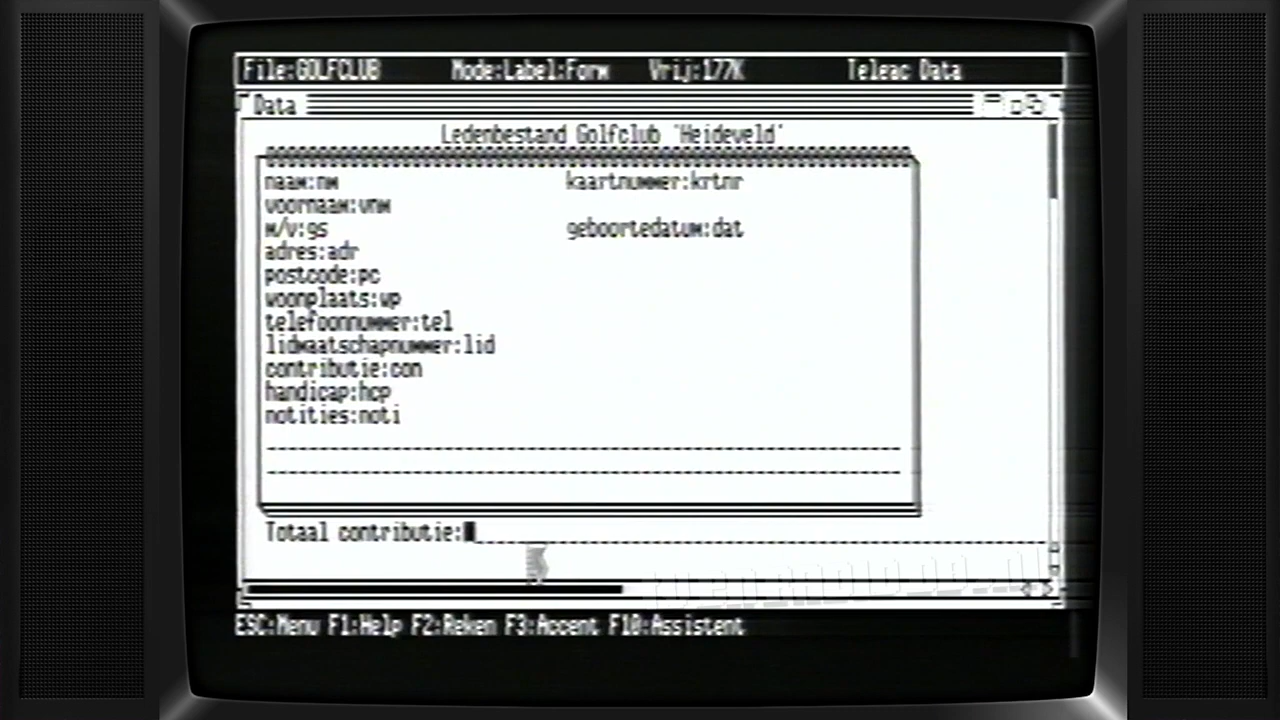 File:GOLFCLUB Mode:Label:Form Vrij:177K Teleac Data
Data
Ledenbestand Golfclub 'Heideveld'
naam:nm kaartnummer:krtnr
voornaam:vnm
m/v:gs geboortedatum:dat
adres:adr
postcode:pc
woonplaats:wp
telefoonnummer:tel
lidmaatschapnummer:lid
contributie:con
handicap:hcp
notities:noti
Totaal contributie:
ESC:Menu F1:Help F2:Reken F3:Accent F10:Assistent